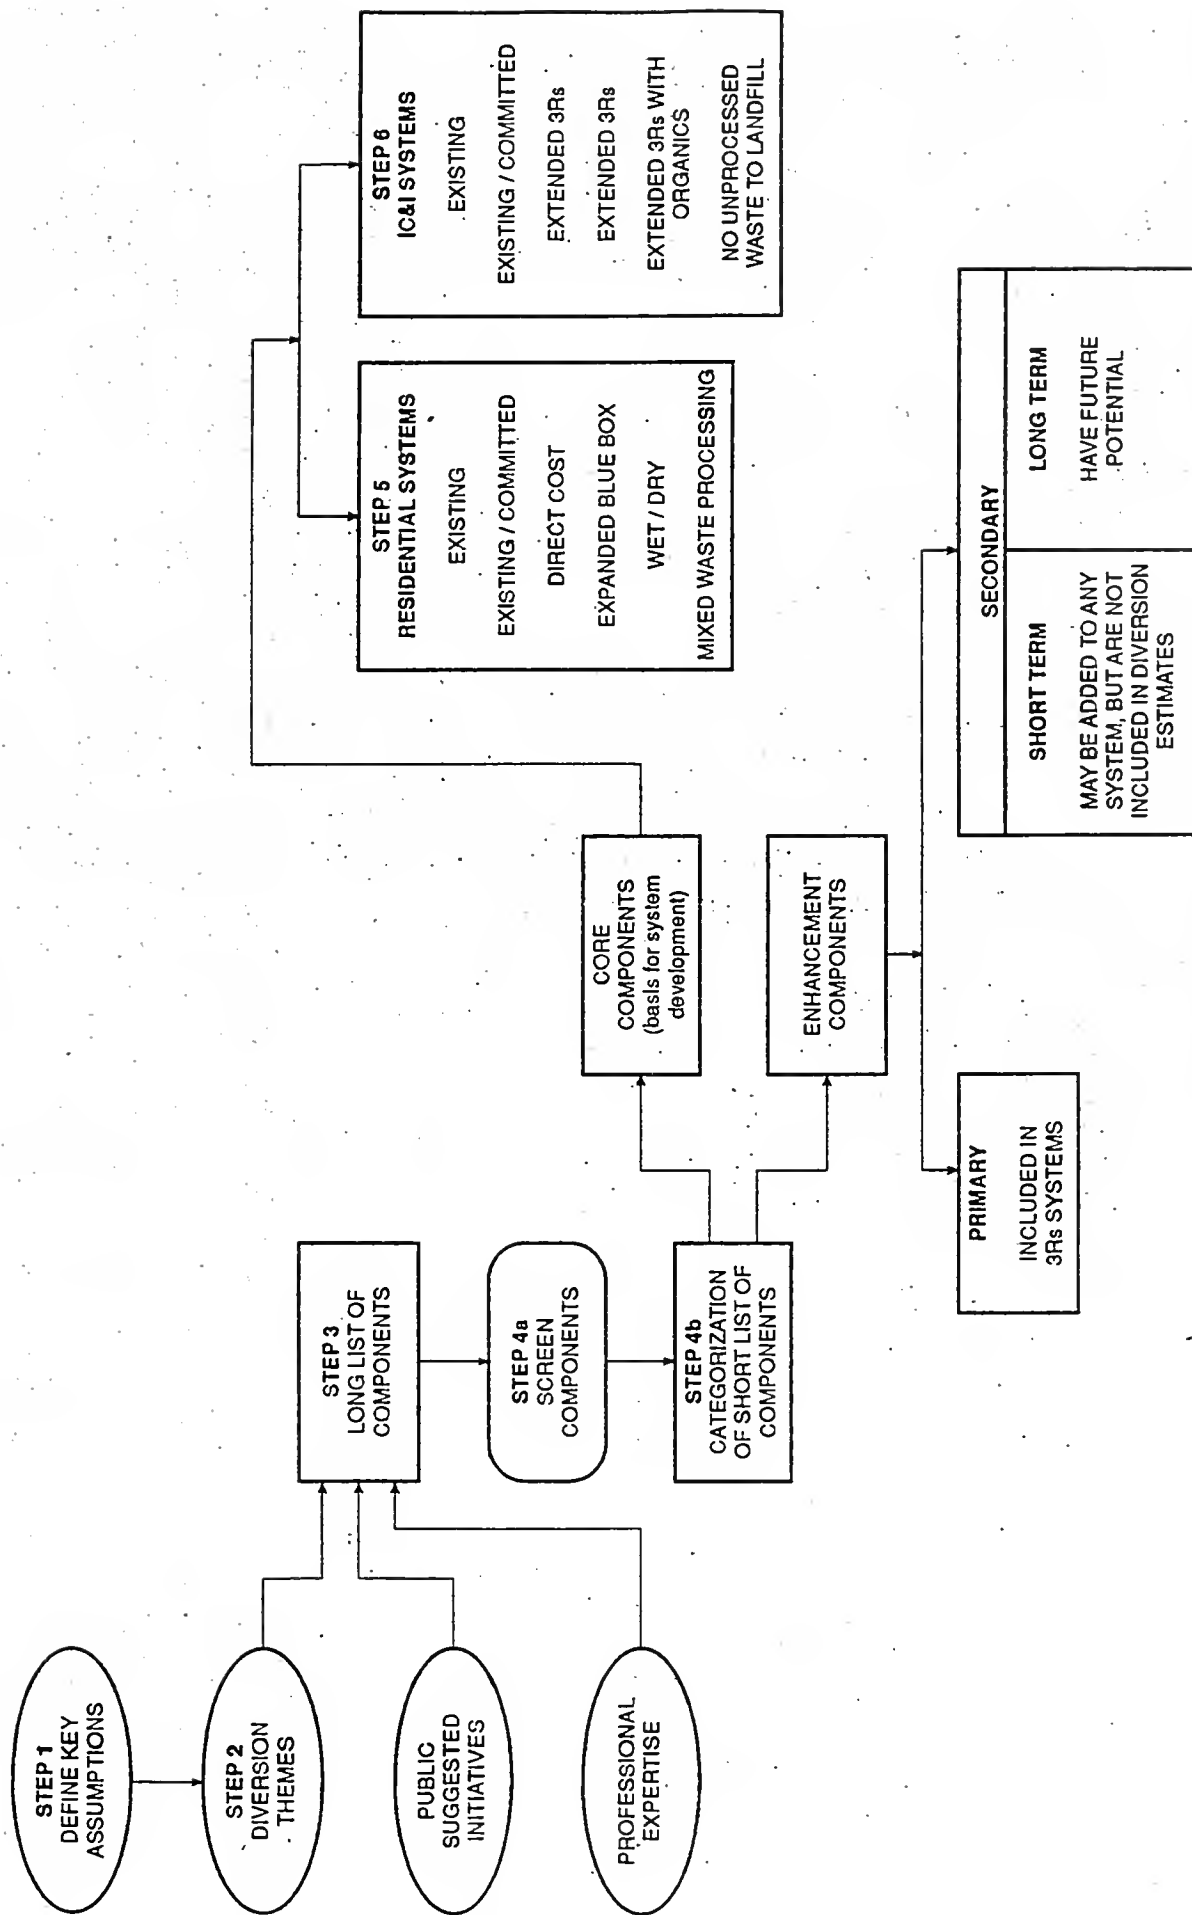 STEP 1
DEFINE KEY
ASSUMPTIONS
STEP 2
DIVERSION
THEMES
PUBLIC
SUGGESTED
INITIATIVES
PROFESSIONAL
EXPERTISE
STEP 3
LONG LIST OF
COMPONENTS
STEP 4a
SCREEN
COMPONENTS
STEP 4b
CATEGORIZATION
OF SHORT LIST OF
COMPONENTS
CORE
COMPONENTS
(basis for system
development)
ENHANCEMENT
COMPONENTS
PRIMARY
INCLUDED IN
3Rs SYSTEMS
SECONDARY
SHORT TERM
MAY BE ADDED TO ANY
SYSTEM, BUT ARE NOT
INCLUDED IN DIVERSION
ESTIMATES
LONG TERM
HAVE FUTURE
POTENTIAL
STEP 5
RESIDENTIAL SYSTEMS
EXISTING
EXISTING / COMMITTED
DIRECT COST
EXPANDED BLUE BOX
WET / DRY
MIXED WASTE PROCESSING
STEP 6
IC&I SYSTEMS
EXISTING
EXISTING / COMMITTED
EXTENDED 3Rs
EXTENDED 3Rs
EXTENDED 3Rs WITH
ORGANICS
NO UNPROCESSED
WASTE TO LANDFILL